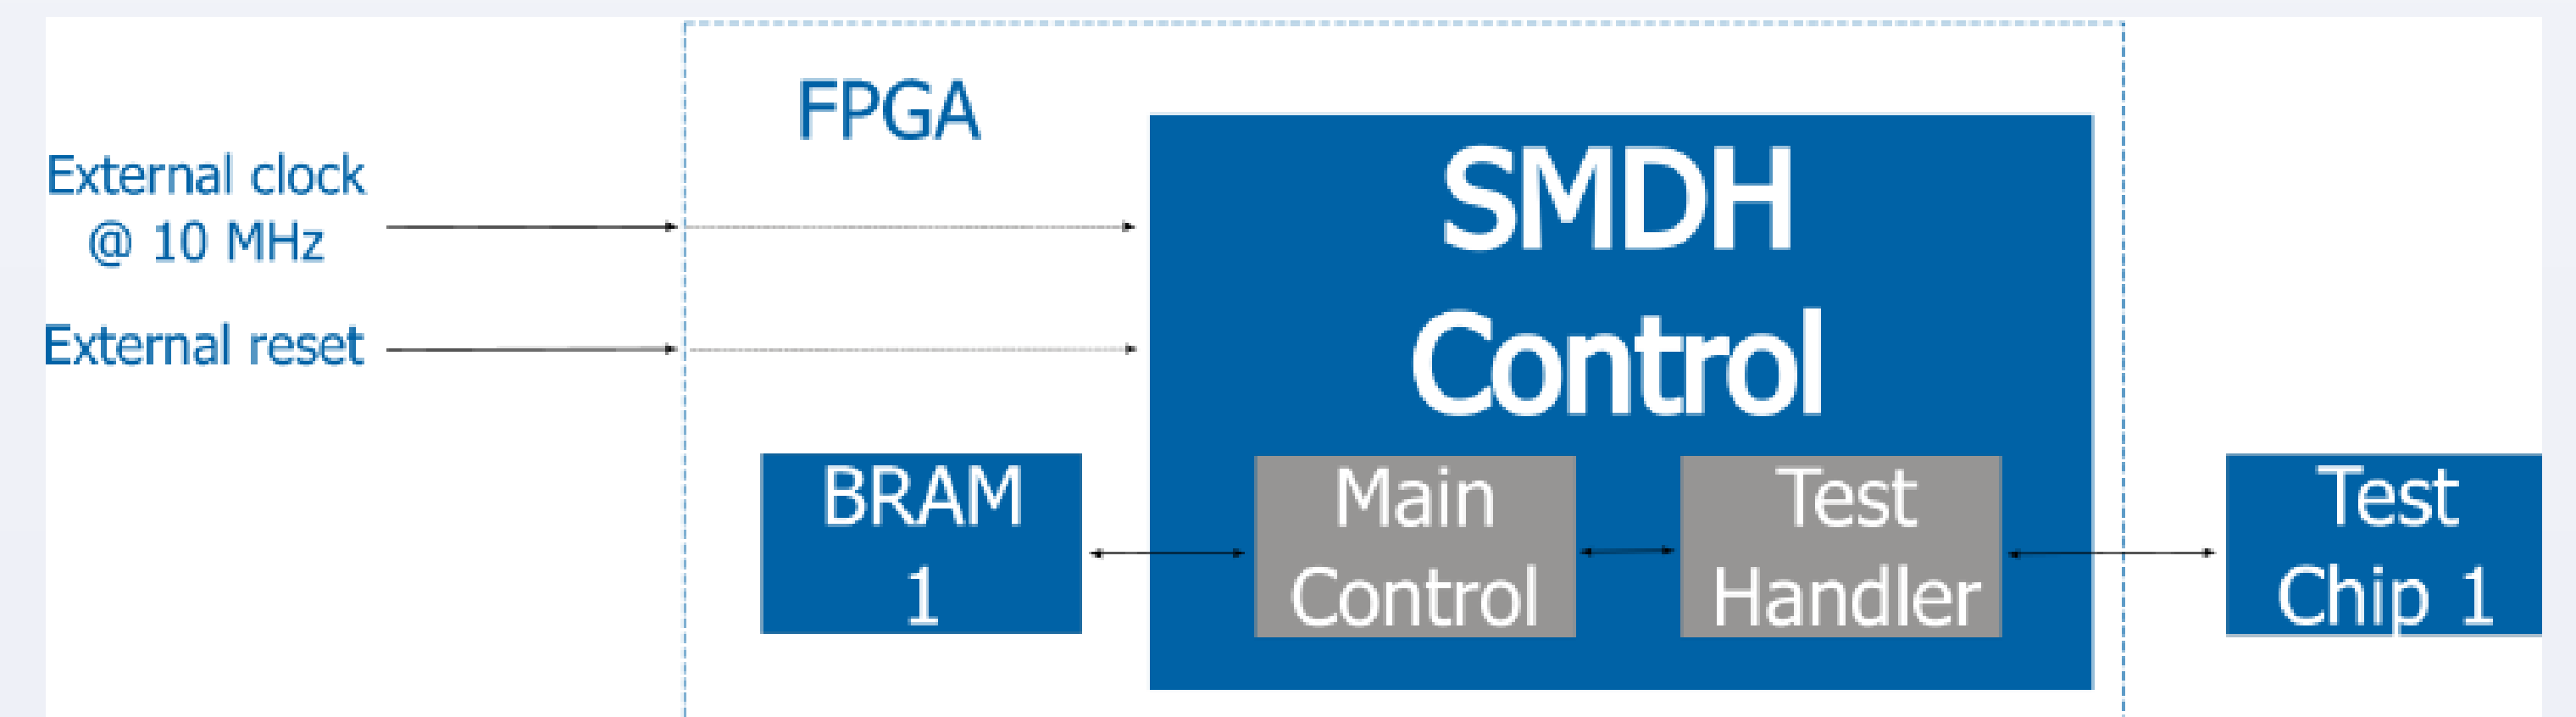 FPGA
External clock
@ 10 MHz
External reset
SMDH
Control
BRAM
1
Main
Control
Test
Handler
Test
Chip 1